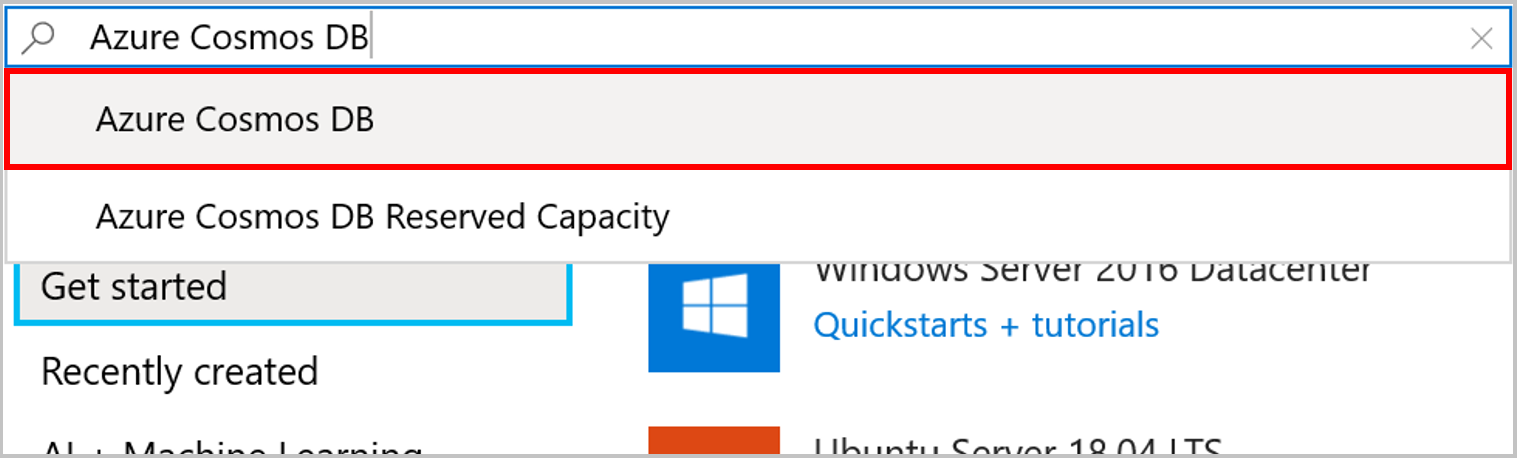 Azure Cosmos DB
Azure Cosmos DB
Azure Cosmos DB Reserved Capacity
Get started
Windows Server 2016 Datacenter
Quickstarts + tutorials
Recently created
AI + Machine Learning
Ubuntu Server 18.04 LTS